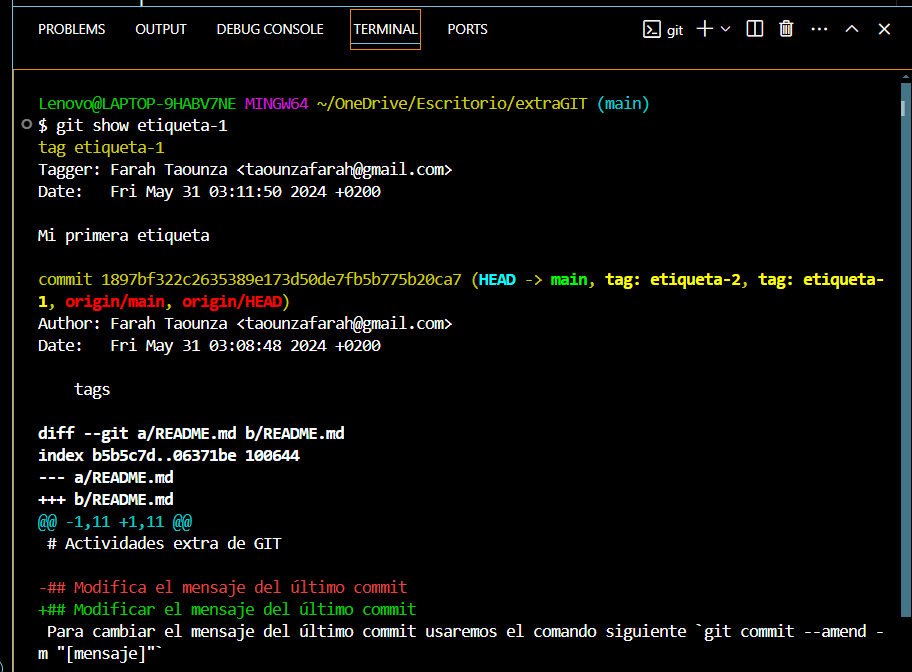 PROBLEMS OUTPUT DEBUG CONSOLE TERMINAL PORTS git
Lenovo@LAPTOP-9HABV7NE MINGW64 ~/OneDrive/Escritorio/extraGIT (main)
$ git show etiqueta-1
tag etiqueta-1
Tagger: Farah Taounza <taounzafarah@gmail.com>
Date:   Fri May 31 03:11:50 2024 +0200
Mi primera etiqueta
commit 1897bf322c2635389e173d50de7fb5b775b20ca7 (HEAD -> main, tag: etiqueta-2, tag: etiqueta-
1, origin/main, origin/HEAD)
Author: Farah Taounza <taounzafarah@gmail.com>
Date:   Fri May 31 03:08:48 2024 +0200
    tags
diff --git a/README.md b/README.md
index b5b5c7d..06371be 100644
--- a/README.md
+++ b/README.md
@@ -1,11 +1,11 @@
 # Actividades extra de GIT
-## Modifica el mensaje del último commit
+## Modificar el mensaje del último commit
 Para cambiar el mensaje del último commit usaremos el comando siguiente `git commit --amend -
m "[mensaje]"`